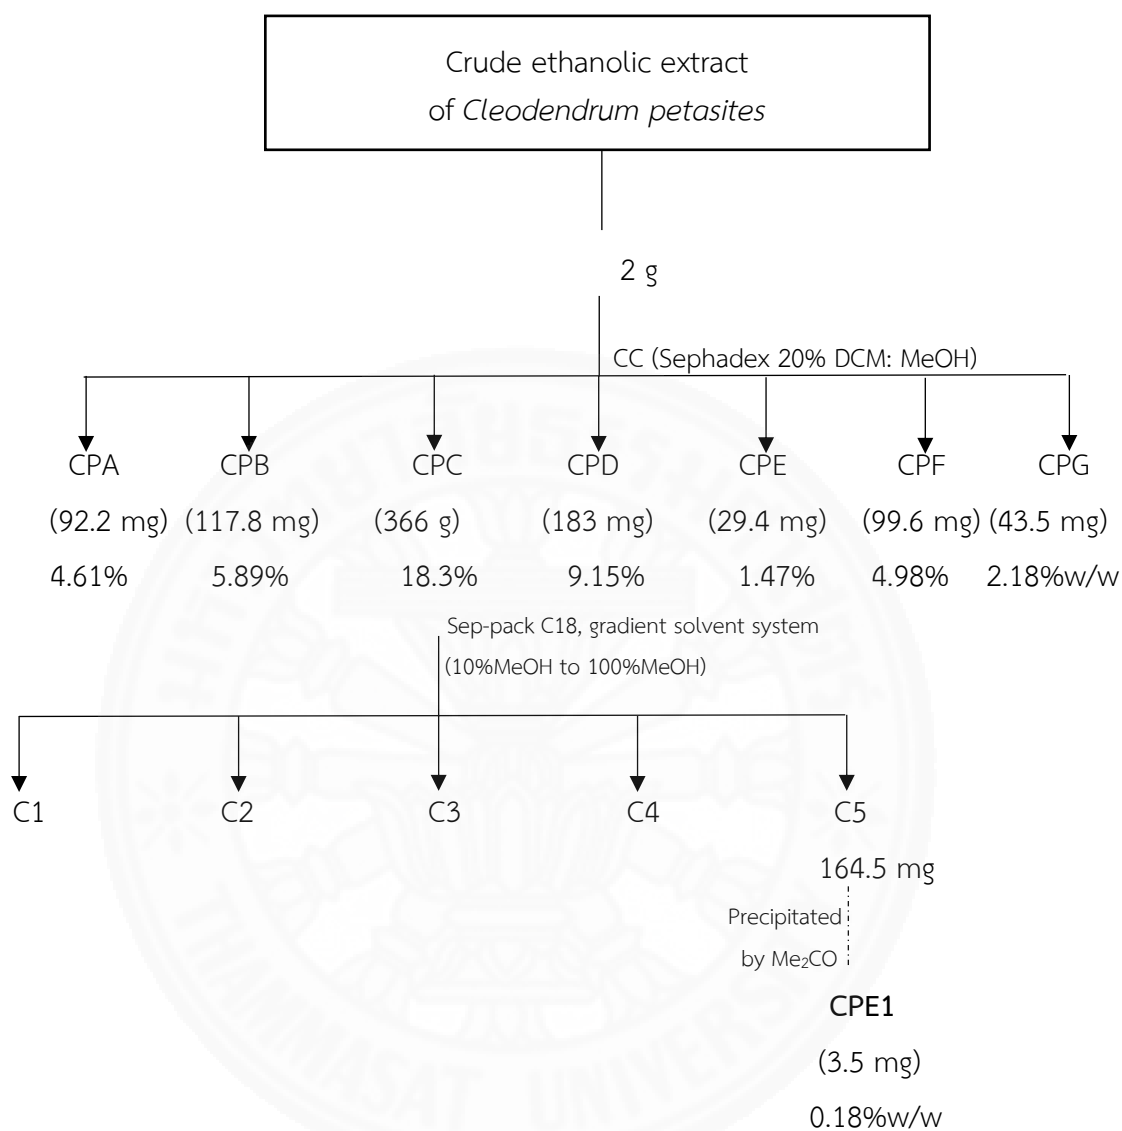 Crude ethanolic extract
of Cleodendrum petasites
2 g
CC (Sephadex 20% DCM: MeOH)
CPA CPB CPC CPD CPE CPF CPG
(92.2 mg) (117.8 mg) (366 g) (183 mg) (29.4 mg) (99.6 mg) (43.5 mg)
4.61% 5.89% 18.3% 9.15% 1.47% 4.98% 2.18%w/w
Sep-pack C18, gradient solvent system
(10%MeOH to 100%MeOH)
C1 C2 C3 C4 C5
164.5 mg
Precipitated
by Me₂CO
CPE1
(3.5 mg)
0.18%w/w
THAMMASAT UNIVERSITY